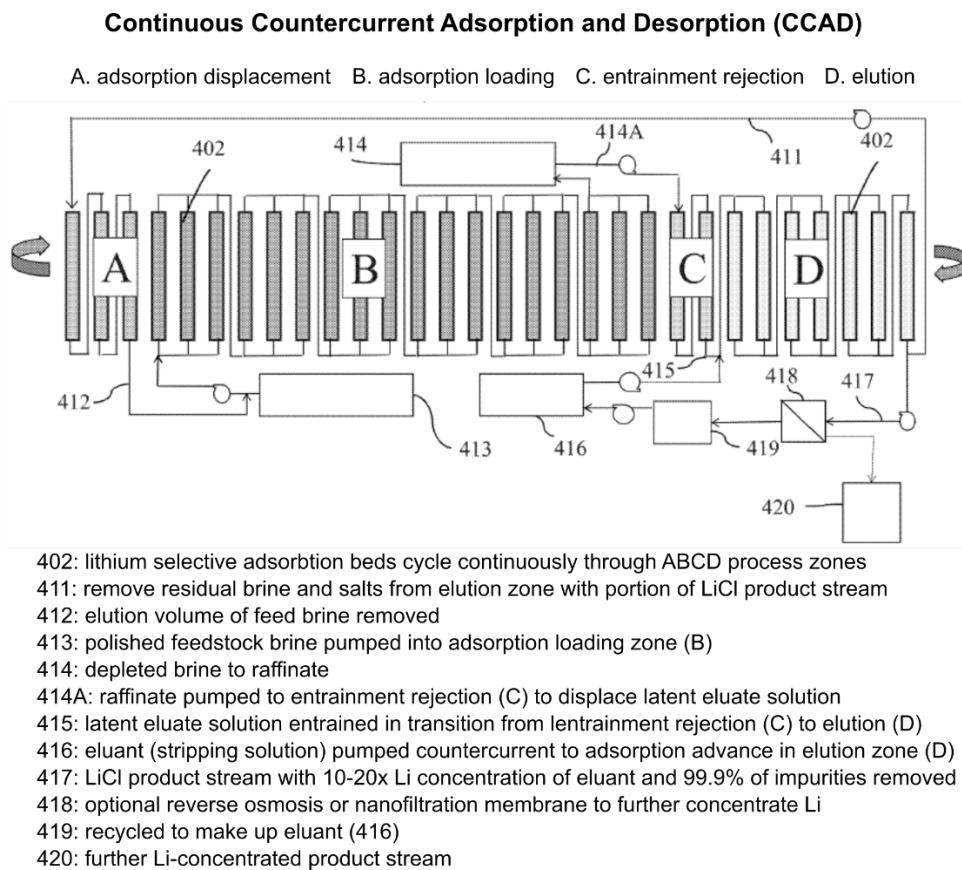 Continuous Countercurrent Adsorption and Desorption (CCAD)
A. adsorption displacement B. adsorption loading C. entrainment rejection D. elution
414A
414
402
411
402
A
B
C
D
415
418
417
412
413
416
419
420
402: lithium selective adsorbtion beds cycle continuously through ABCD process zones
411: remove residual brine and salts from elution zone with portion of LiCl product stream
412: elution volume of feed brine removed
413: polished feedstock brine pumped into adsorption loading zone (B)
414: depleted brine to raffinate
414A: raffinate pumped to entrainment rejection (C) to displace latent eluate solution
415: latent eluate solution entrained in transition from lentrainment rejection (C) to elution (D)
416: eluant (stripping solution) pumped countercurrent to adsorption advance in elution zone (D)
417: LiCl product stream with 10-20x Li concentration of eluant and 99.9% of impurities removed
418: optional reverse osmosis or nanofiltration membrane to further concentrate Li
419: recycled to make up eluant (416)
420: further Li-concentrated product stream